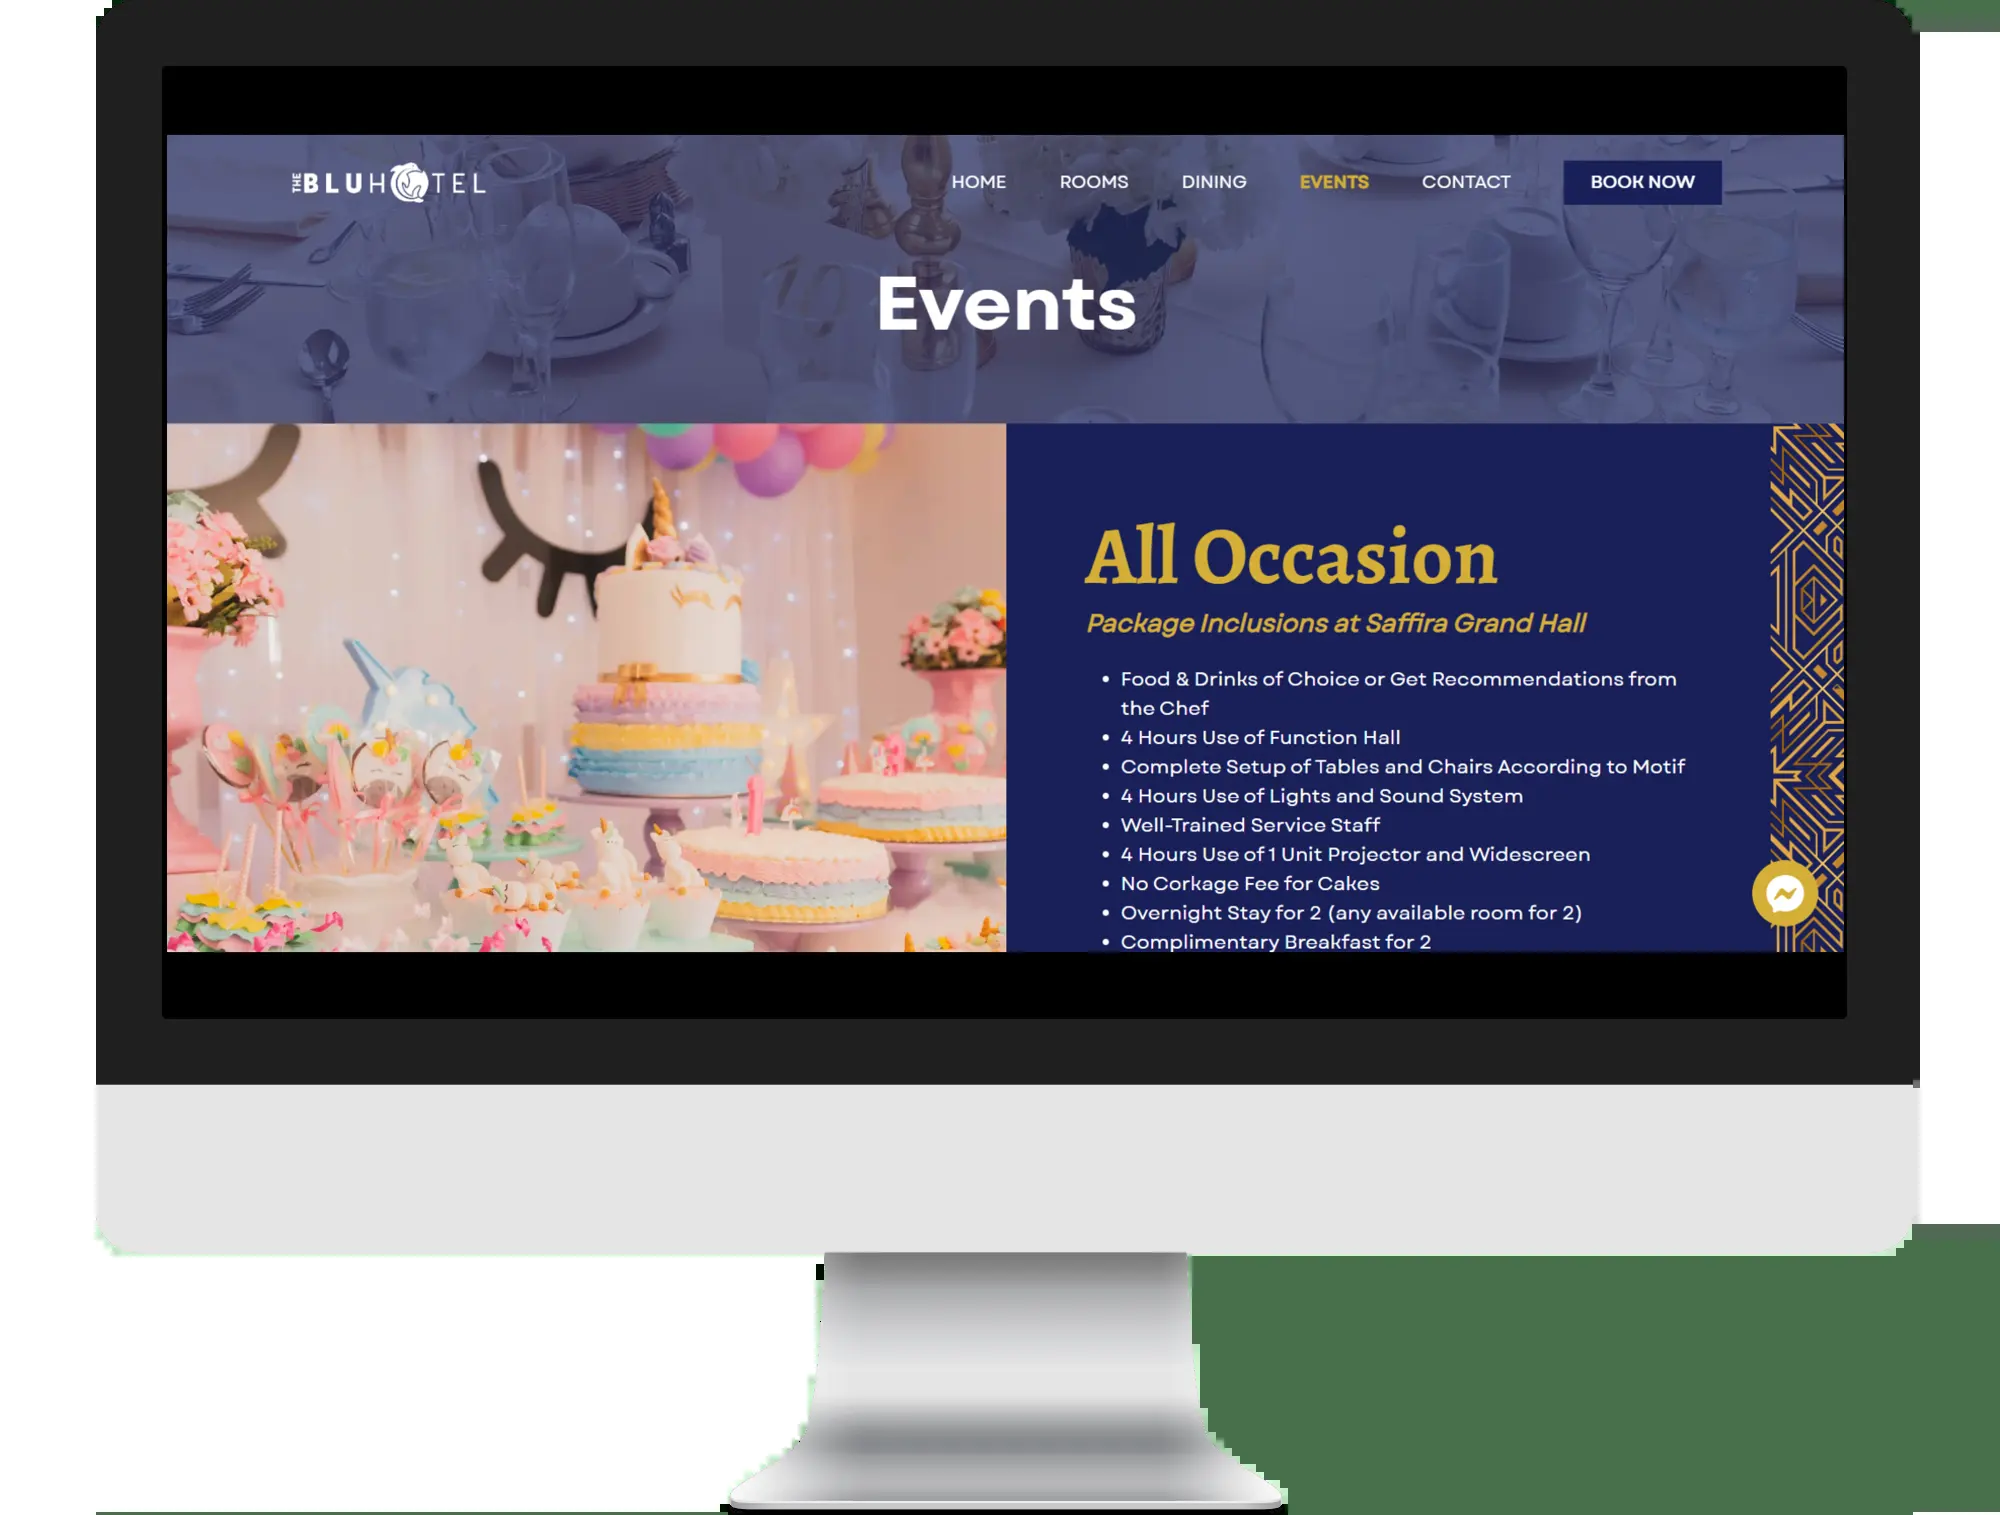 THE BLU HOTEL
HOME ROOMS DINING EVENTS CONTACT BOOK NOW
Events
All Occasion
Package Inclusions at Saffira Grand Hall
• Food & Drinks of Choice or Get Recommendations from
the Chef
• 4 Hours Use of Function Hall
• Complete Setup of Tables and Chairs According to Motif
• 4 Hours Use of Lights and Sound System
• Well-Trained Service Staff
• 4 Hours Use of 1 Unit Projector and Widescreen
• No Corkage Fee for Cakes
• Overnight Stay for 2 (any available room for 2)
• Complimentary Breakfast for 2